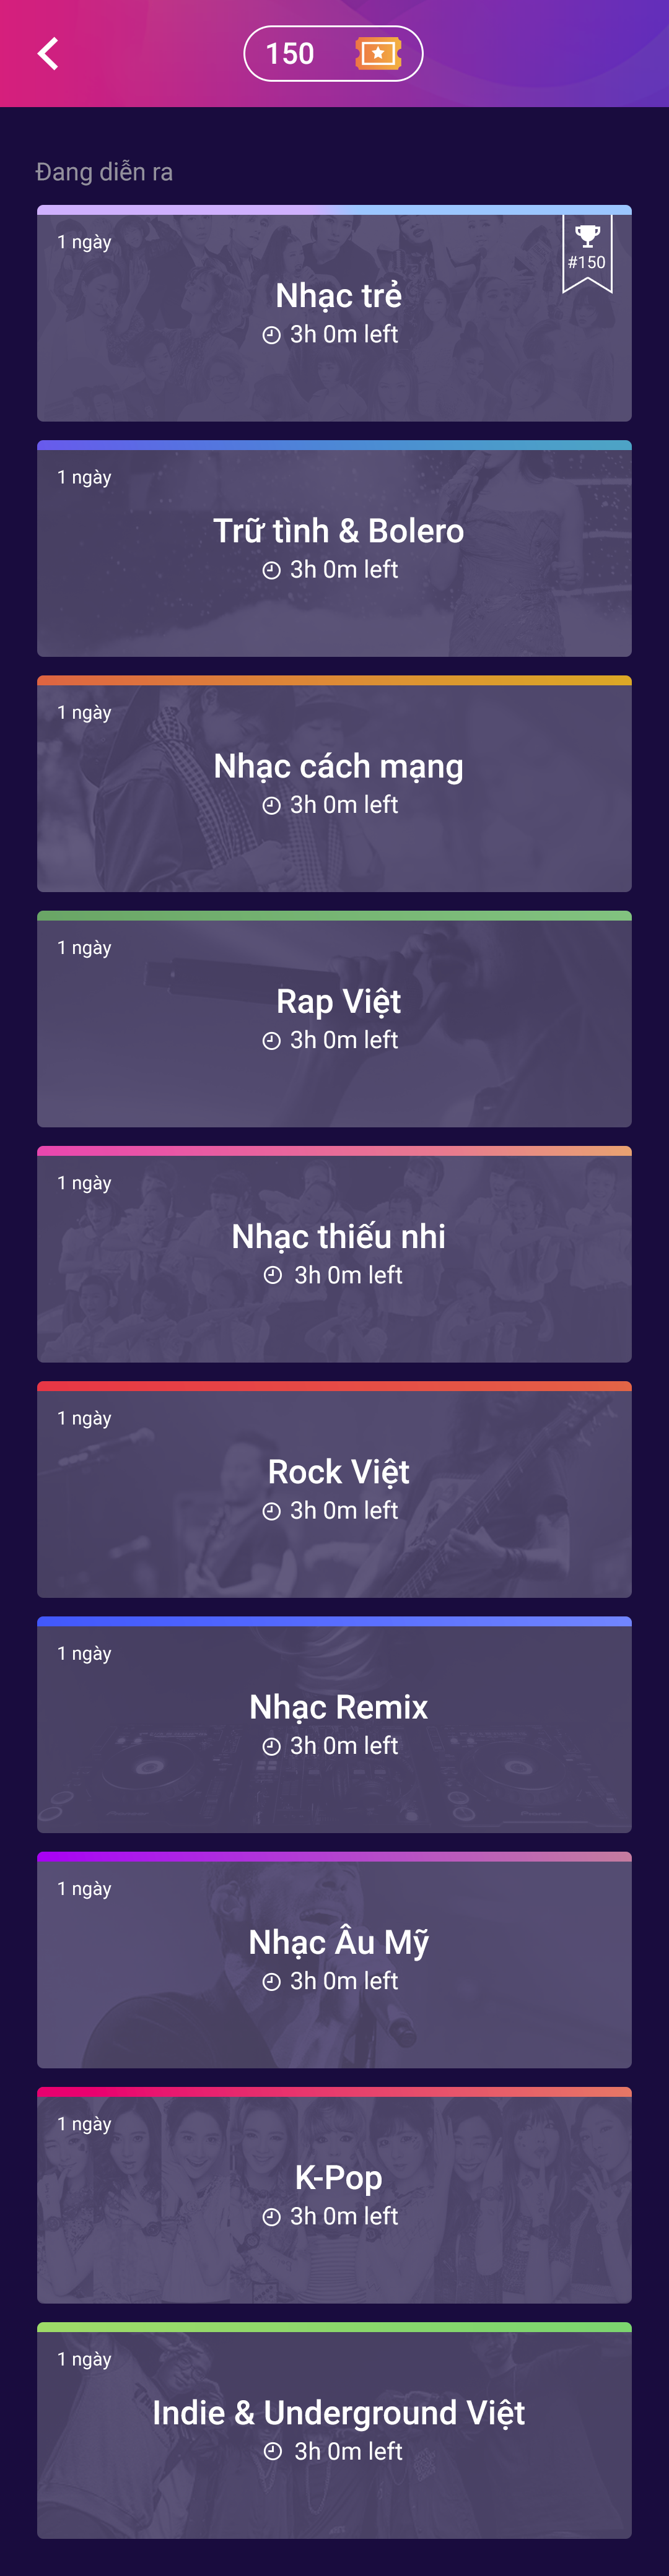 150
Đang diễn ra
1 ngày
#150
Nhạc trẻ
3h 0m left
1 ngày
Trữ tình & Bolero
3h 0m left
1 ngày
Nhạc cách mạng
3h 0m left
1 ngày
Rap Việt
3h 0m left
1 ngày
Nhạc thiếu nhi
3h 0m left
1 ngày
Rock Việt
3h 0m left
1 ngày
Nhạc Remix
3h 0m left
1 ngày
Nhạc Âu Mỹ
3h 0m left
1 ngày
K-Pop
3h 0m left
1 ngày
Indie & Underground Việt
3h 0m left